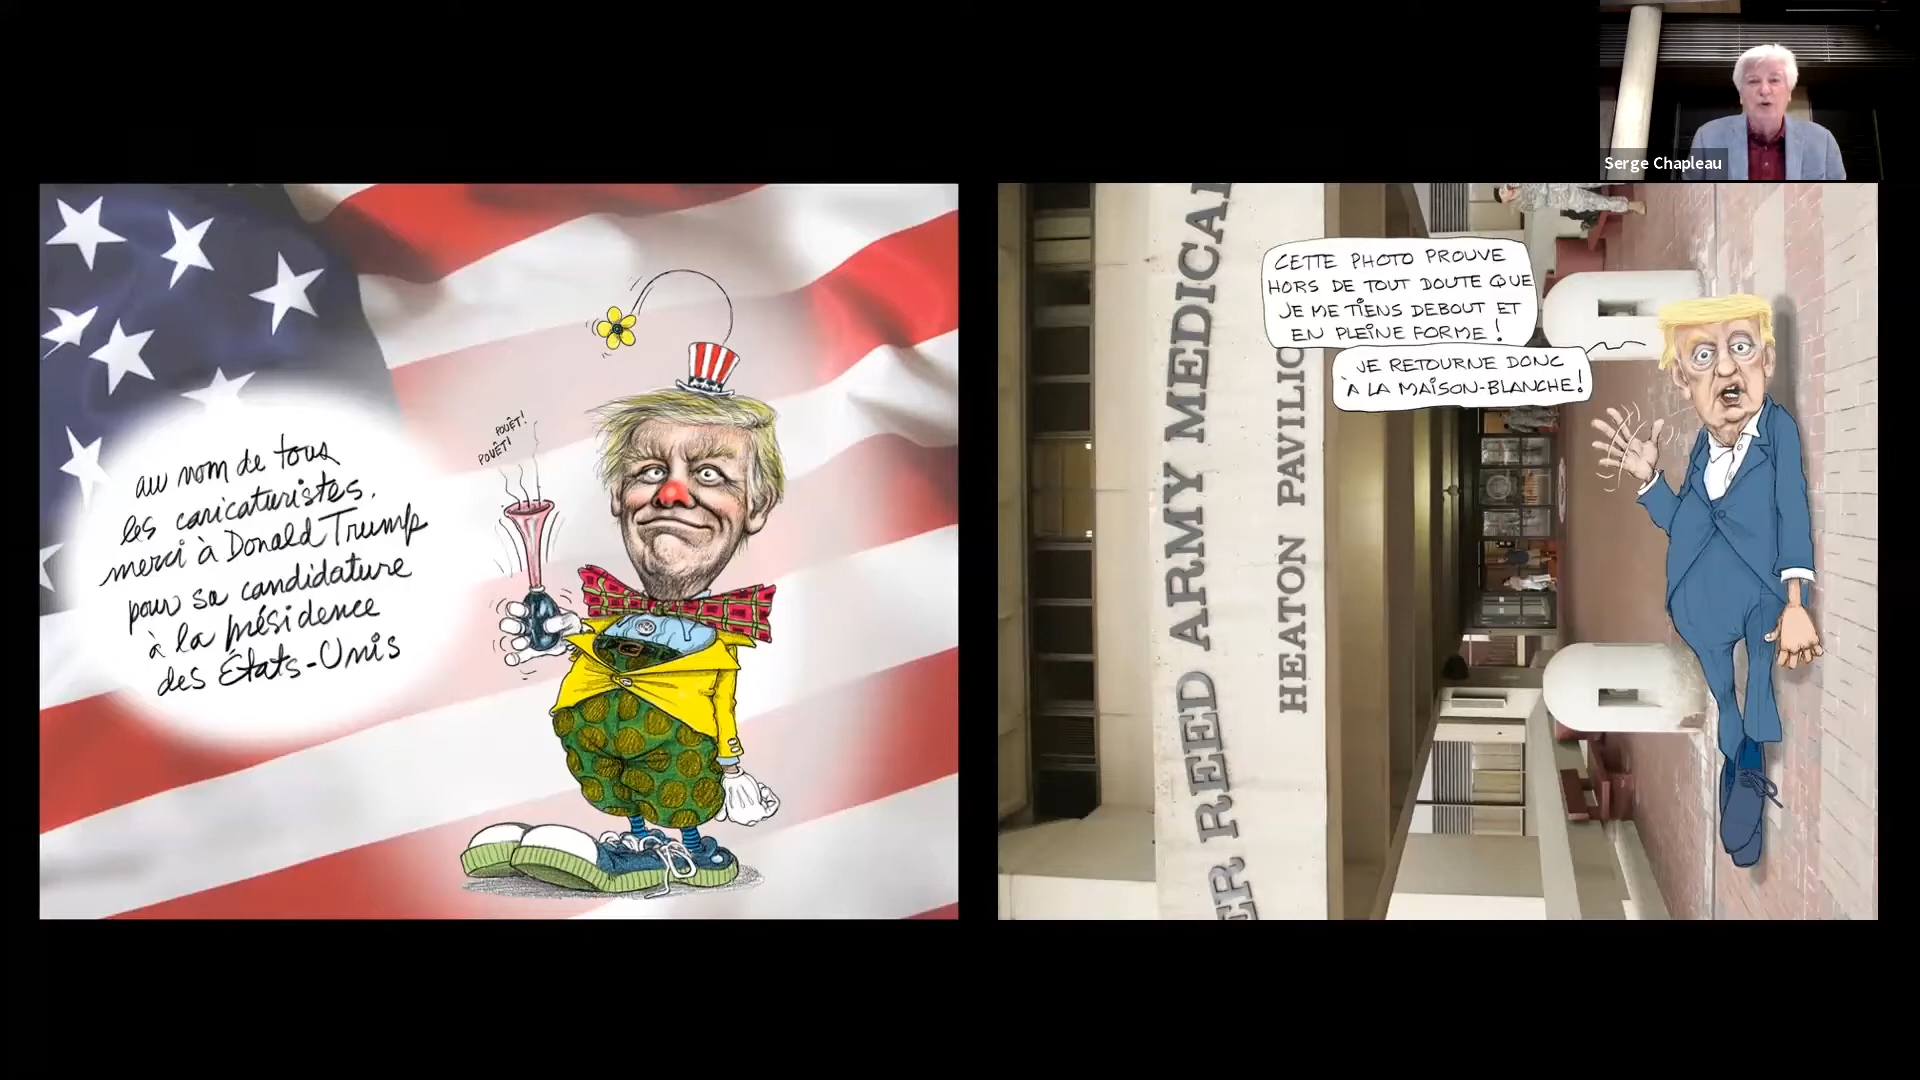 Serge Chapleau
au nom de tous
les caricaturistes,
merci à Donald Trump
pour sa candidature
à la présidence
des États-Unis
POUËT!
POUËT!
CETTE PHOTO PROUVE
HORS DE TOUT DOUTE QUE
JE ME TIENS DEBOUT ET
EN PLEINE FORME !
JE RETOURNE DONC
À LA MAISON-BLANCHE!
ER REED ARMY MEDICAL
HEATON PAVILIO